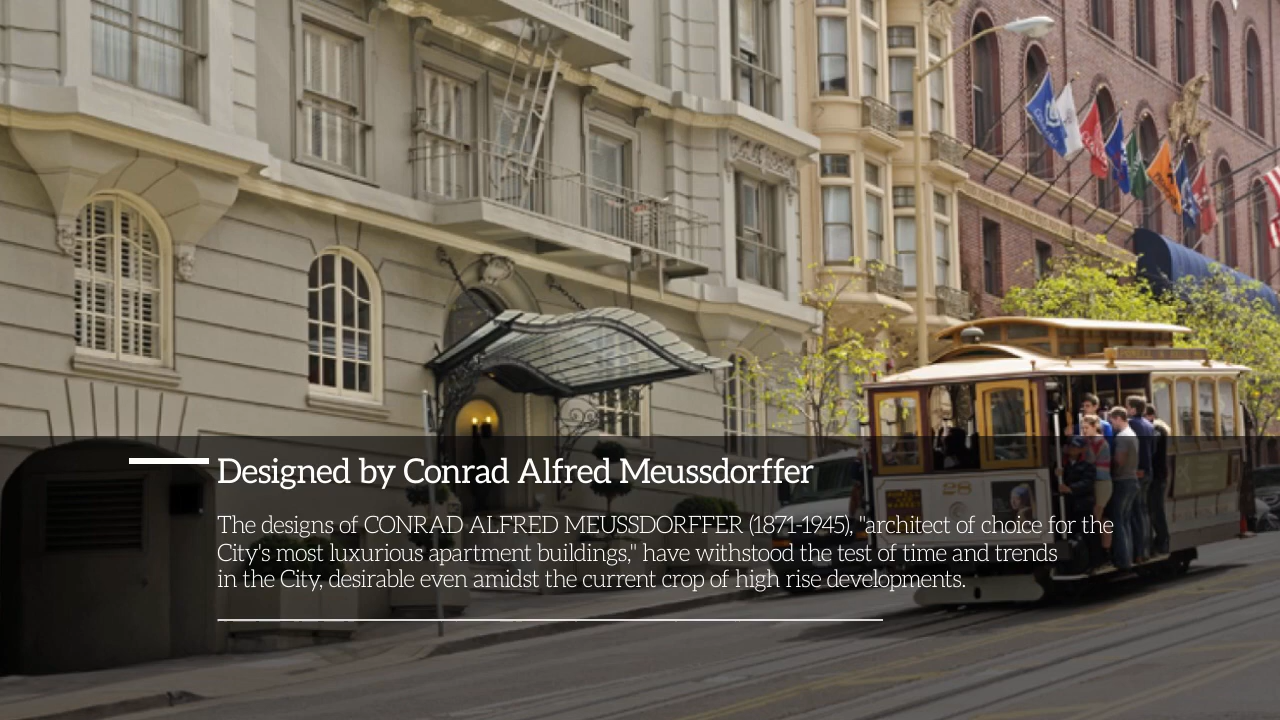 Designed by Conrad Alfred Meussdorffer
The designs of CONRAD ALFRED MEUSSDORFFER (1871-1945), "architect of choice for the
City's most luxurious apartment buildings," have withstood the test of time and trends
in the City, desirable even amidst the current crop of high rise developments.
28